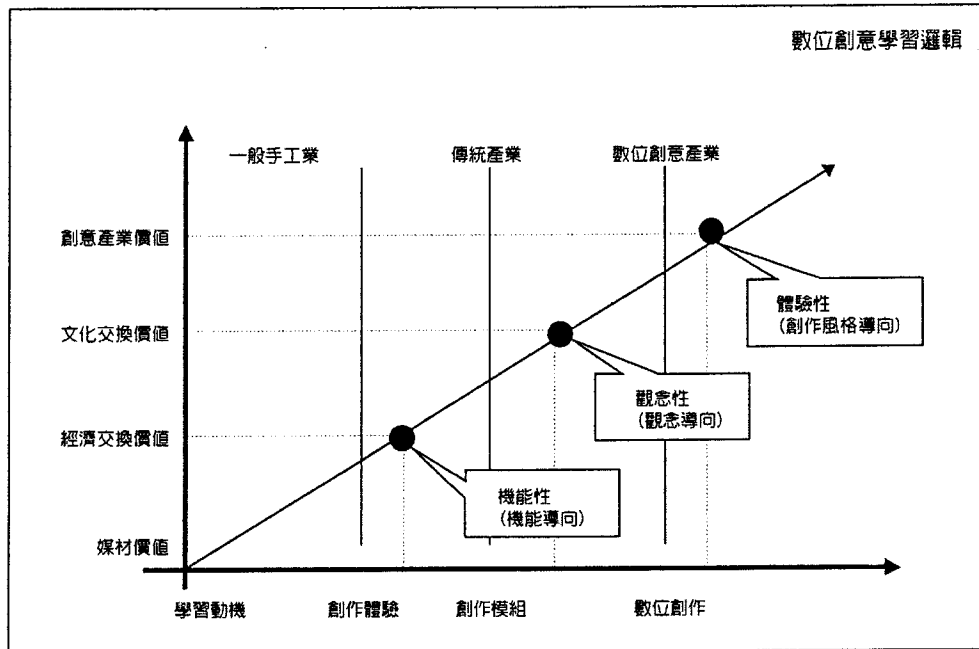 數位創意學習邏輯
一般手工業
傳統產業
數位創意產業
創意產業價值
文化交換價值
經濟交換價值
媒材價值
體驗性
(創作風格導向)
觀念性
(觀念導向)
機能性
(機能導向)
學習動機
創作體驗
創作模組
數位創作